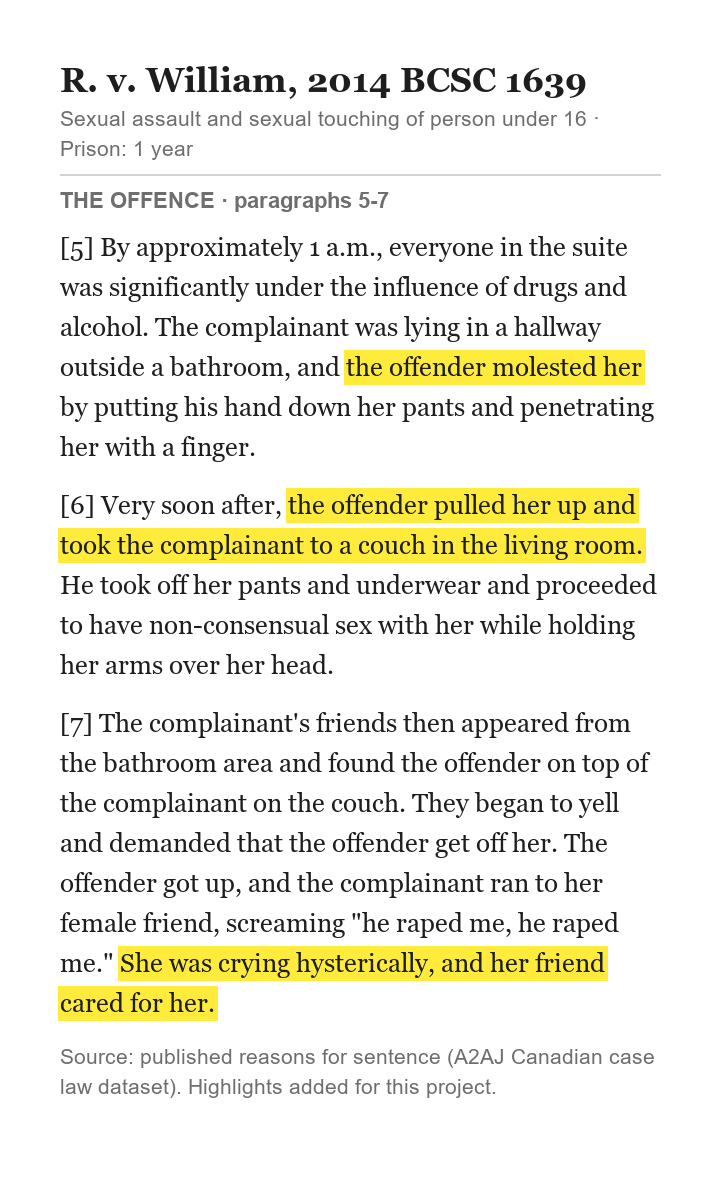 R. v. William, 2014 BCSC 1639
Sexual assault and sexual touching of person under 16 ·
Prison: 1 year
THE OFFENCE · paragraphs 5-7
[5] By approximately 1 a.m., everyone in the suite
was significantly under the influence of drugs and
alcohol. The complainant was lying in a hallway
outside a bathroom, and the offender molested her
by putting his hand down her pants and penetrating
her with a finger.
[6] Very soon after, the offender pulled her up and
took the complainant to a couch in the living room.
He took off her pants and underwear and proceeded
to have non-consensual sex with her while holding
her arms over her head.
[7] The complainant's friends then appeared from
the bathroom area and found the offender on top of
the complainant on the couch. They began to yell
and demanded that the offender get off her. The
offender got up, and the complainant ran to her
female friend, screaming "he raped me, he raped
me." She was crying hysterically, and her friend
cared for her.
Source: published reasons for sentence (A2AJ Canadian case
law dataset). Highlights added for this project.